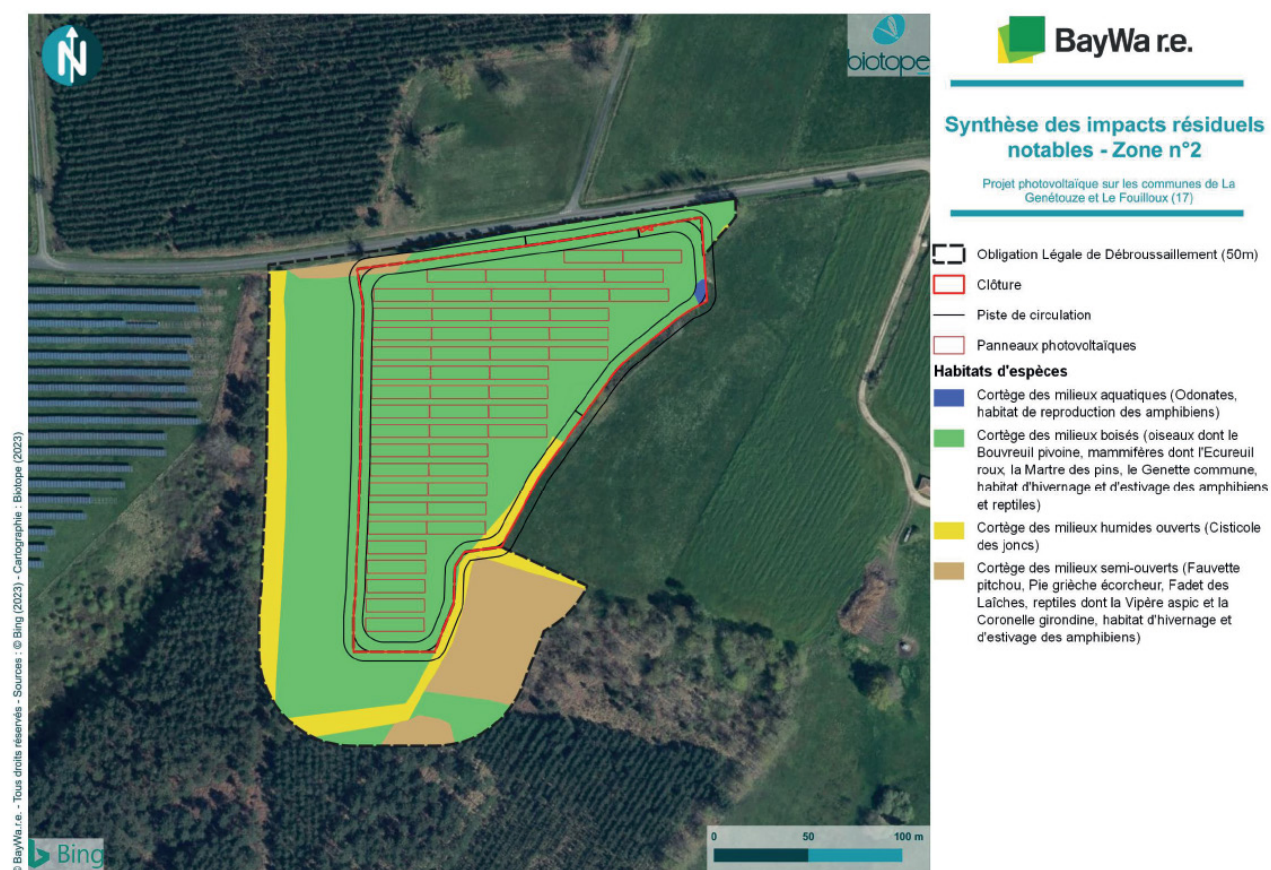 N
biotope
BayWa r.e.
Synthèse des impacts résiduels
notables - Zone n°2
Projet photovoltaïque sur les communes de La
Genétouze et Le Fouilloux (17)
Obligation Légale de Débroussaillement (50m)
Clôture
Piste de circulation
Panneaux photovoltaïques
Habitats d'espèces
Cortège des milieux aquatiques (Odonates,
habitat de reproduction des amphibiens)
Cortège des milieux boisés (oiseaux dont le
Bouvreuil pivoine, mammifères dont l'Ecureuil
roux, la Martre des pins, le Genette commune,
habitat d'hivernage et d'estivage des amphibiens
et reptiles)
Cortège des milieux humides ouverts (Cisticole
des joncs)
Cortège des milieux semi-ouverts (Fauvette
pitchou, Pie grièche écorcheur, Fadet des
Laîches, reptiles dont la Vipère aspic et la
Coronelle girondine, habitat d'hivernage et
d'estivage des amphibiens)
© BayWa.r.e. - Tous droits réservés - Sources : © Bing (2023) - Cartographie : Biotope (2023)
Bing
0 50 100 m